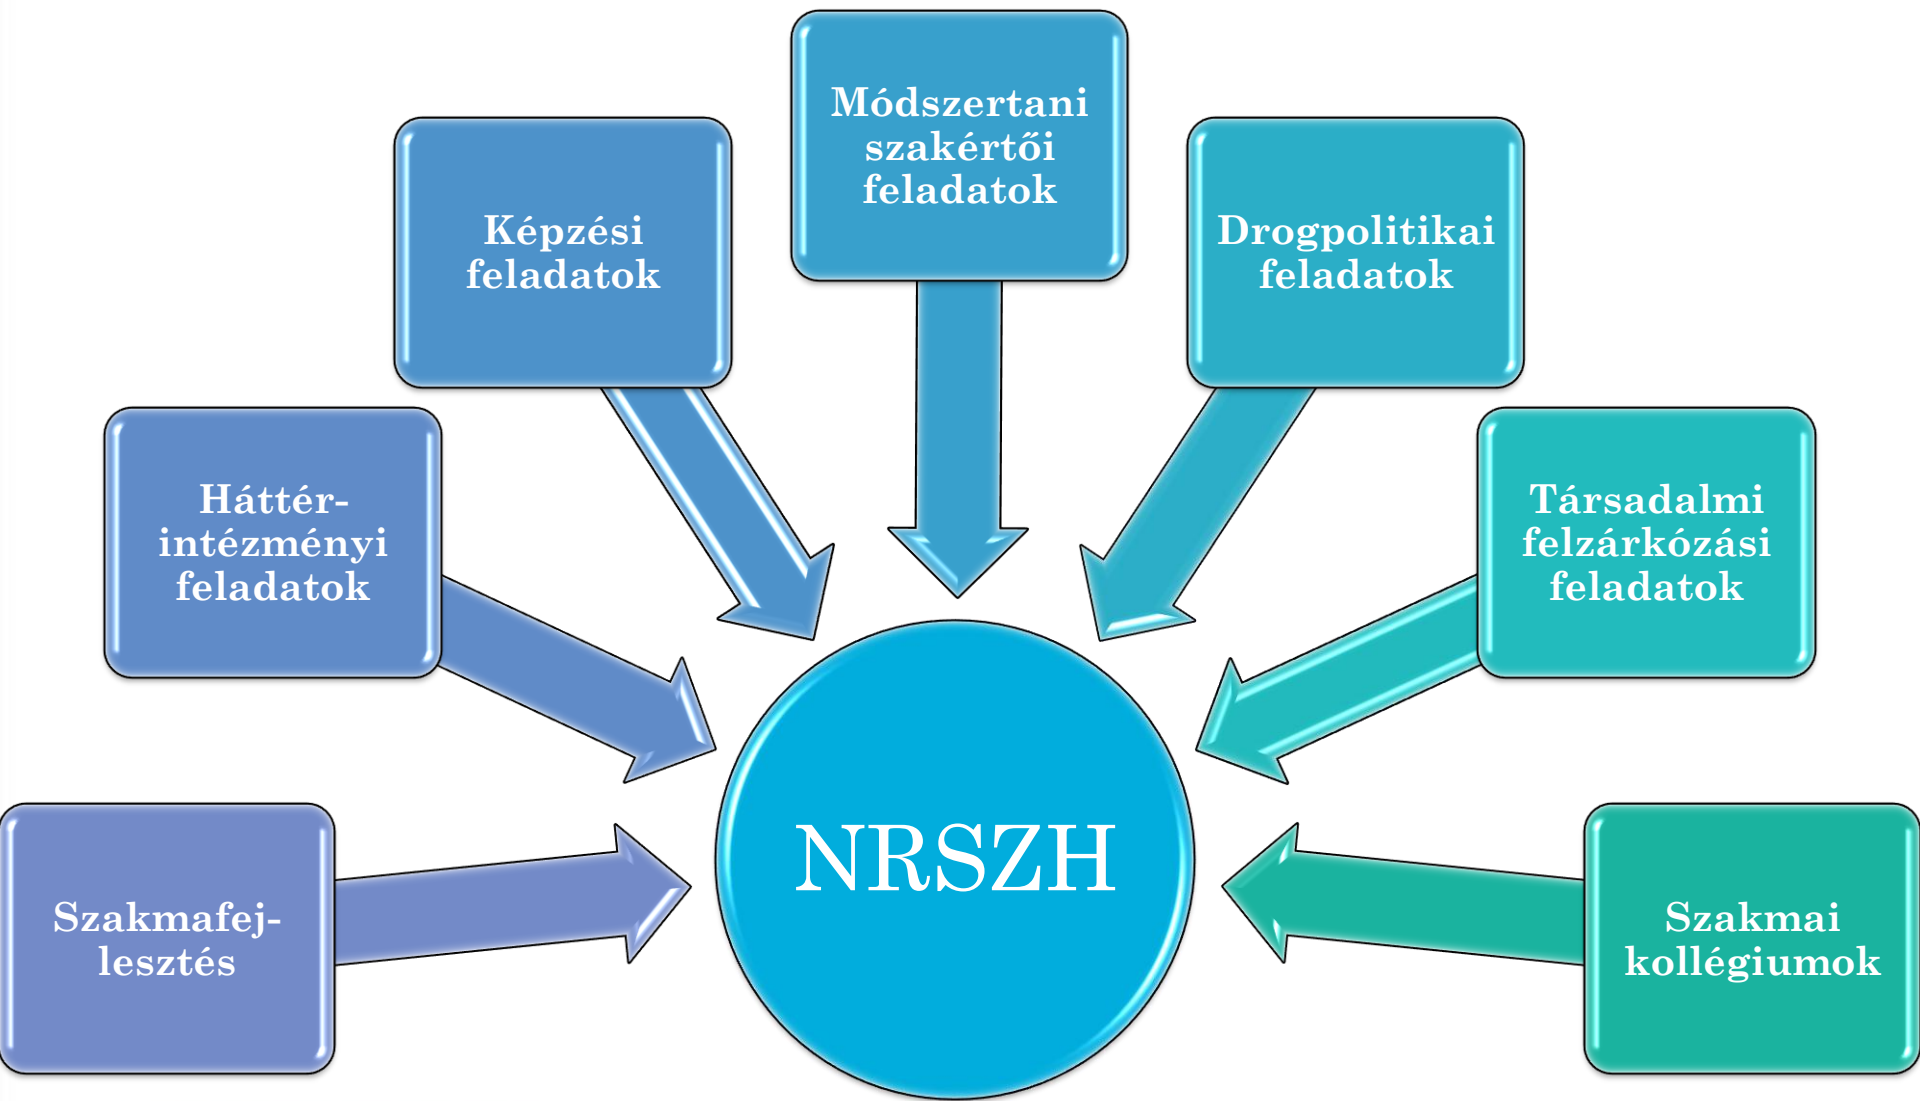 Módszertani
szakértői
feladatok
Képzési
feladatok
Drogpolitikai
feladatok
Háttér-
intézményi
feladatok
Társadalmi
felzárkózási
feladatok
Szakmafej-
lesztés
NRSZH
Szakmai
kollégiumok